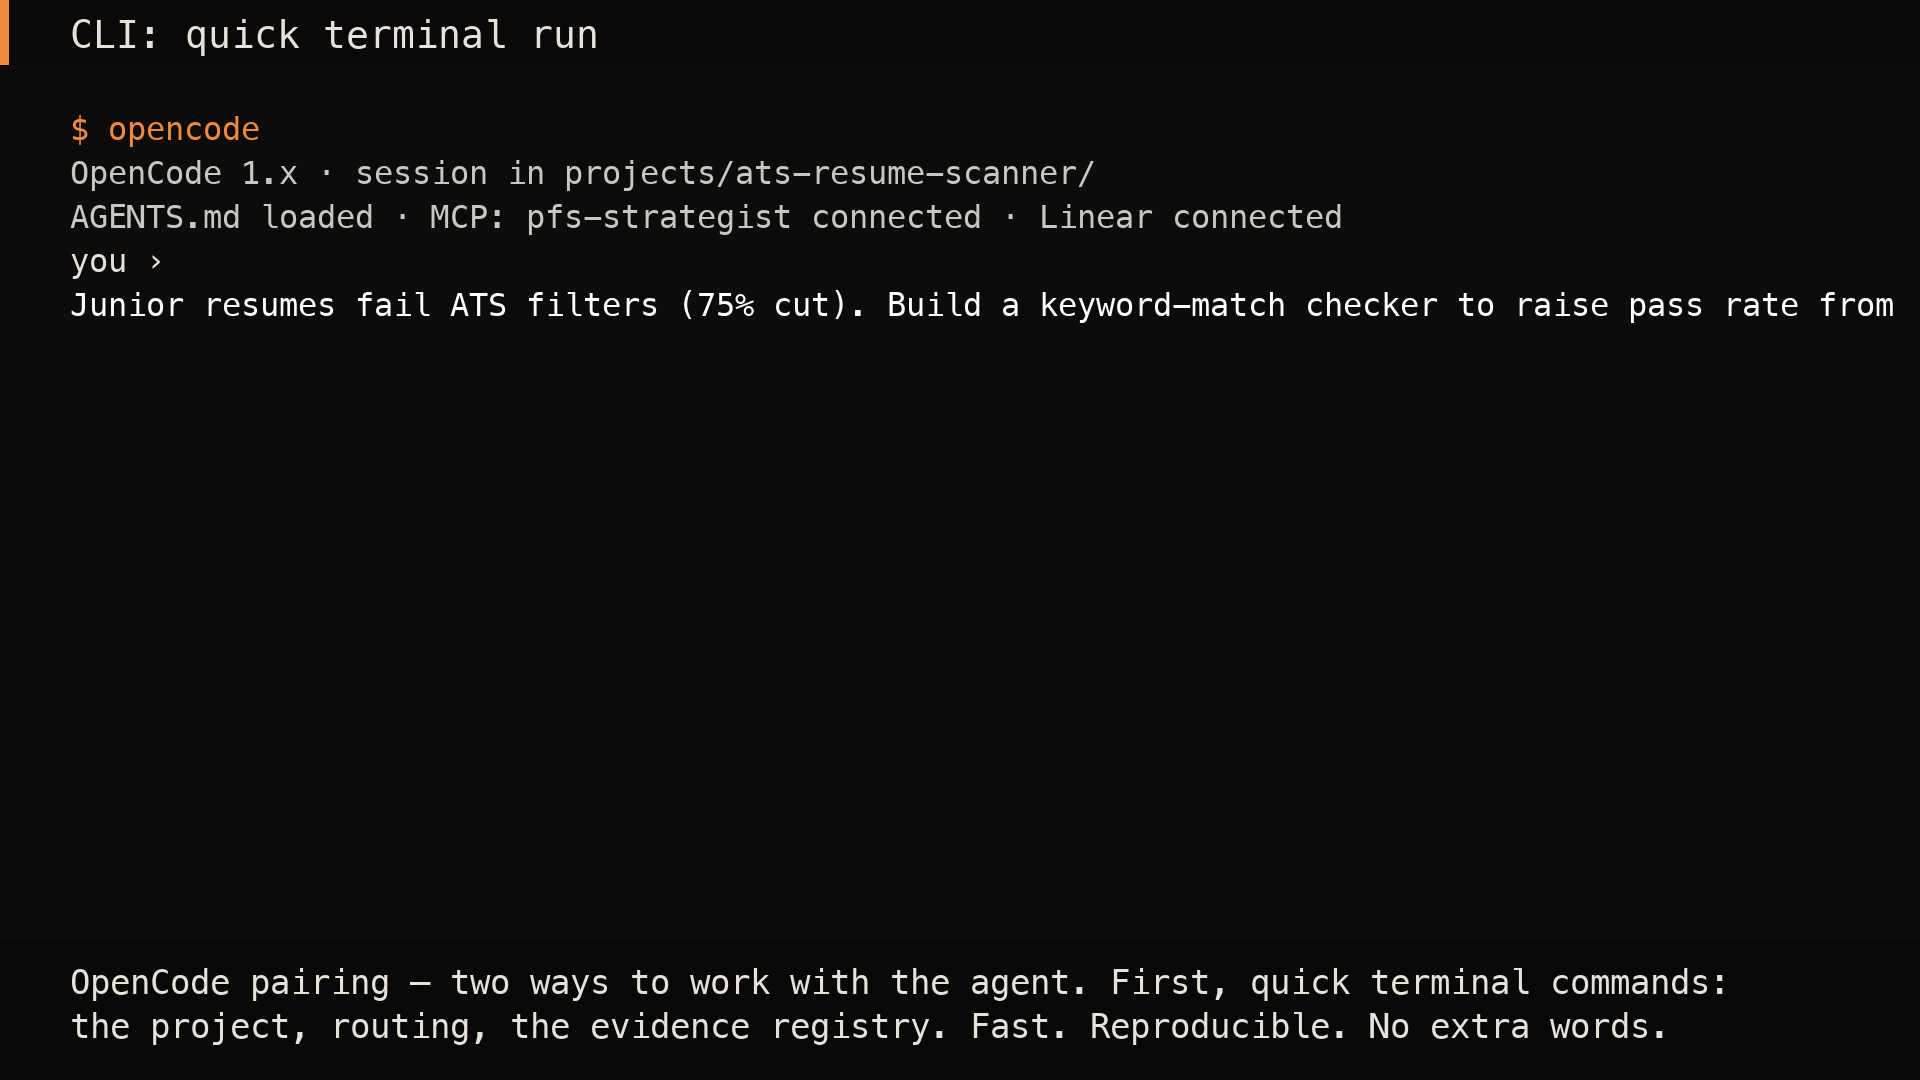 CLI: quick terminal run
$ opencode
OpenCode 1.x · session in projects/ats-resume-scanner/
AGENTS.md loaded · MCP: pfs-strategist connected · Linear connected
you ›
Junior resumes fail ATS filters (75% cut). Build a keyword-match checker to raise pass rate from
OpenCode pairing — two ways to work with the agent. First, quick terminal commands:
the project, routing, the evidence registry. Fast. Reproducible. No extra words.